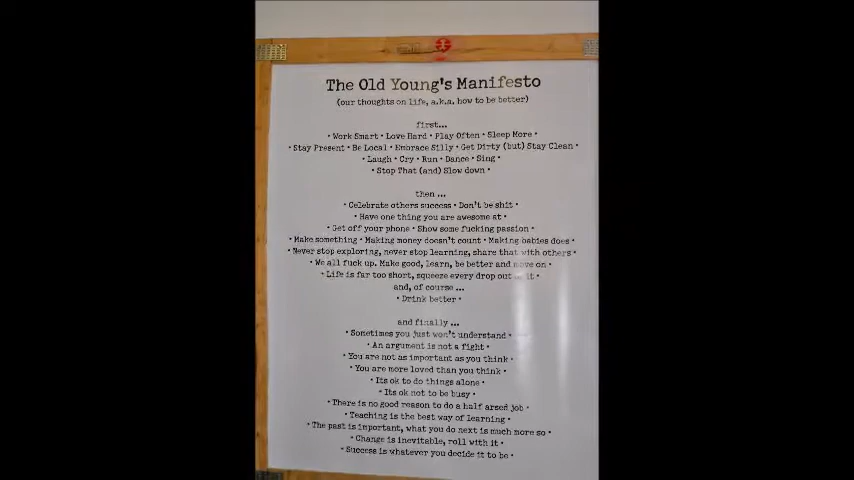 The Old Young's Manifesto
(our thoughts on life, a.k.a. how to be better)
first...
• Work Smart • Love Hard • Play Often • Sleep More •
• Stay Present • Be Local • Embrace Silly • Get Dirty (but) Stay Clean •
• Laugh • Cry • Run • Dance • Sing •
• Stop That (and) Slow down •
then ...
• Celebrate others success • Don't be shit •
• Have one thing you are awesome at •
• Get off your phone • Show some fucking passion •
• Make something • Making money doesn't count • Making babies does •
• Never stop exploring, never stop learning, share that with others •
• We all fuck up. Make good, learn, be better and move on •
• Life is far too short, squeeze every drop out of it •
and, of course ...
• Drink better •
and finally ...
• Sometimes you just won't understand •
• An argument is not a fight •
• You are not as important as you think •
• You are more loved than you think •
• Its ok to do things alone •
• Its ok not to be busy •
• There is no good reason to do a half arsed job •
• Teaching is the best way of learning •
• The past is important, what you do next is much more so •
• Change is inevitable, roll with it •
• Success is whatever you decide it to be •